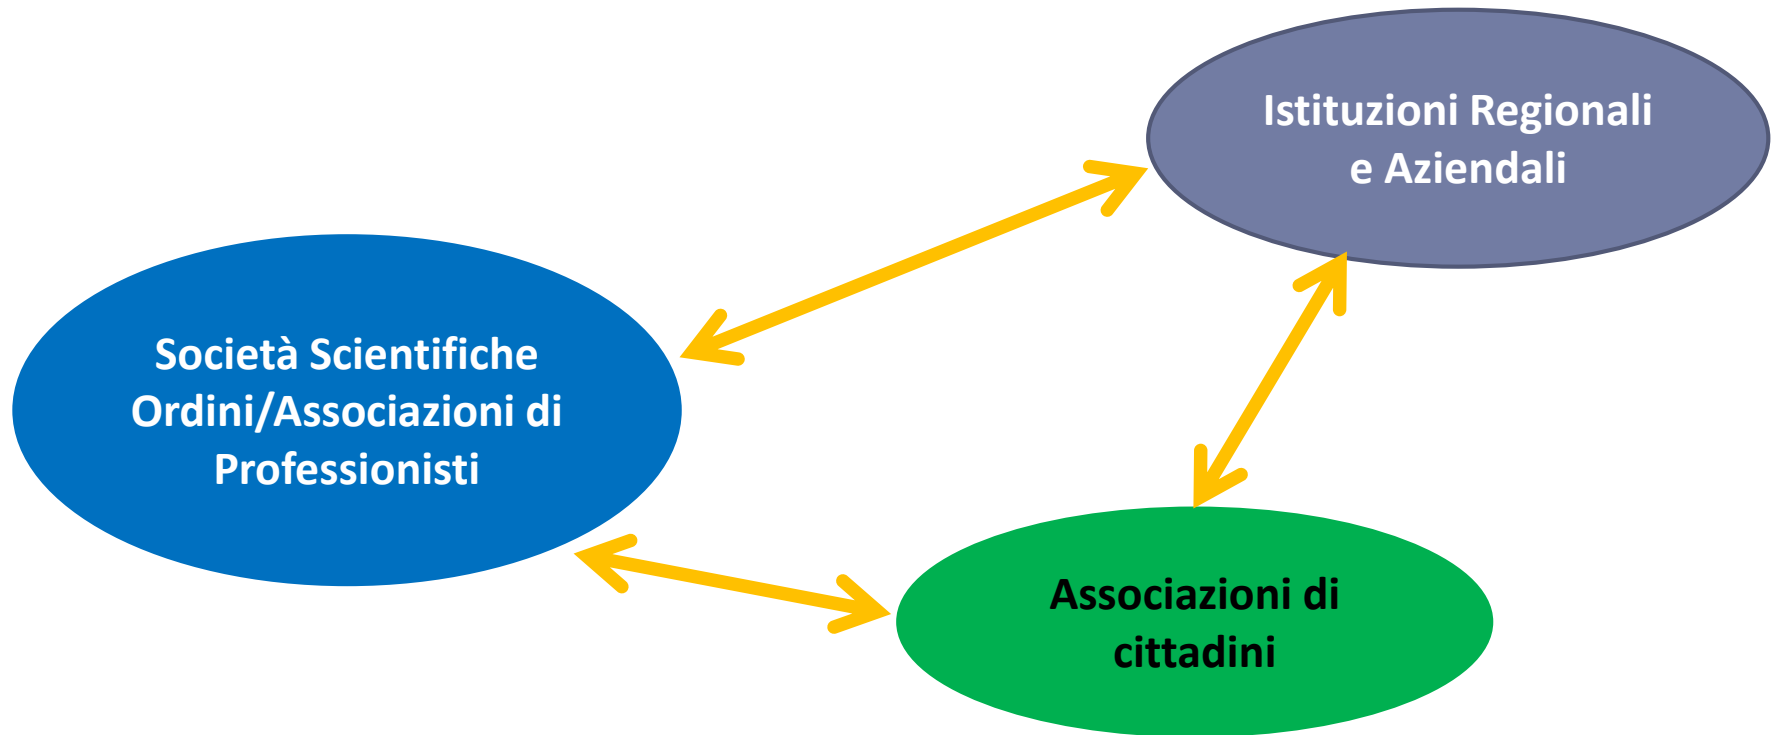 Istituzioni Regionali
e Aziendali
Società Scientifiche
Ordini/Associazioni di
Professionisti
Associazioni di
cittadini